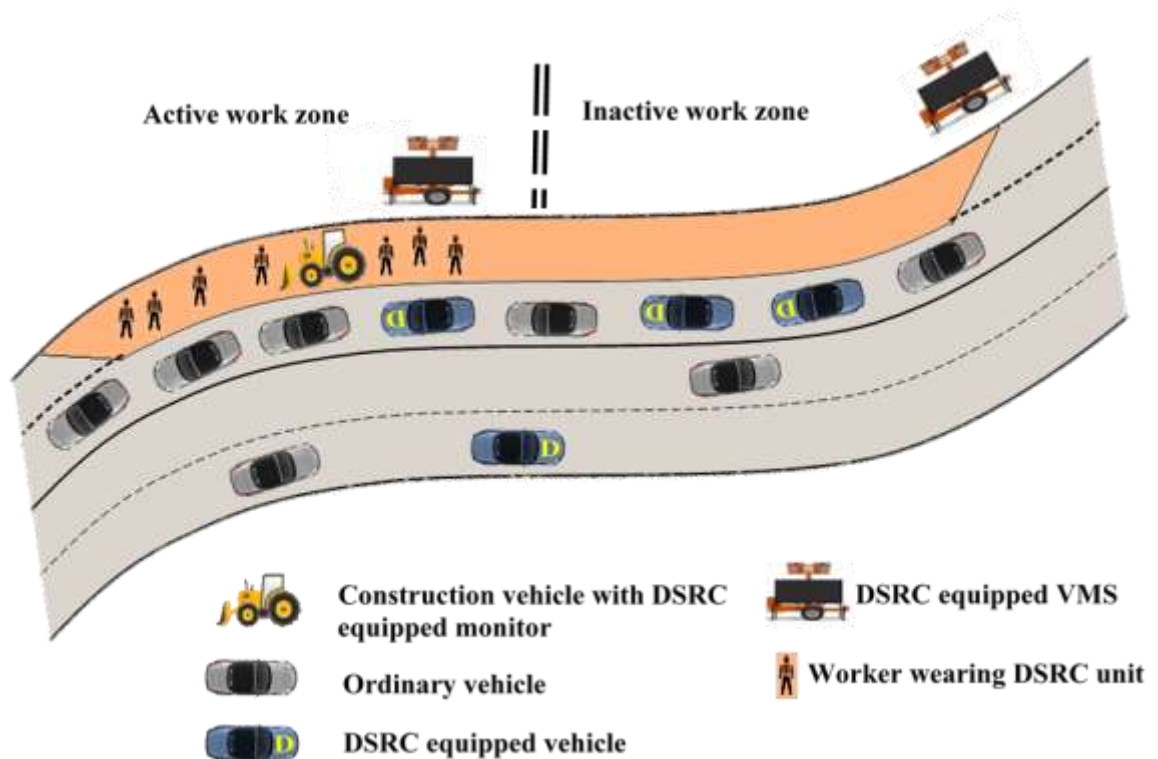 Active work zone
Inactive work zone
D
D
D
D
Construction vehicle with DSRC
equipped monitor
DSRC equipped VMS
Ordinary vehicle
Worker wearing DSRC unit
D
DSRC equipped vehicle